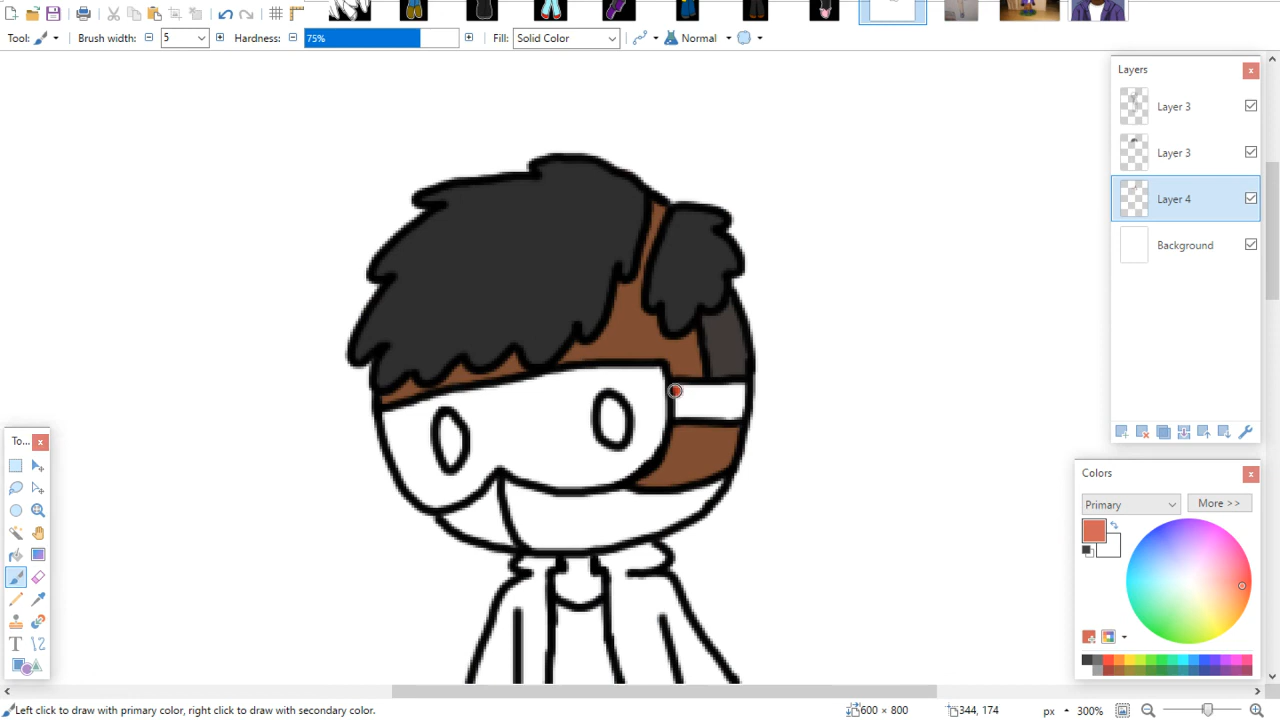 Tool: Brush width: 5 Hardness: 75% Fill: Solid Color Normal
Layers
Layer 3
Layer 3
Layer 4
Background
To...
Colors
Primary More >>
T
Left click to draw with primary color, right click to draw with secondary color. 600 × 800 344, 174 px 300%